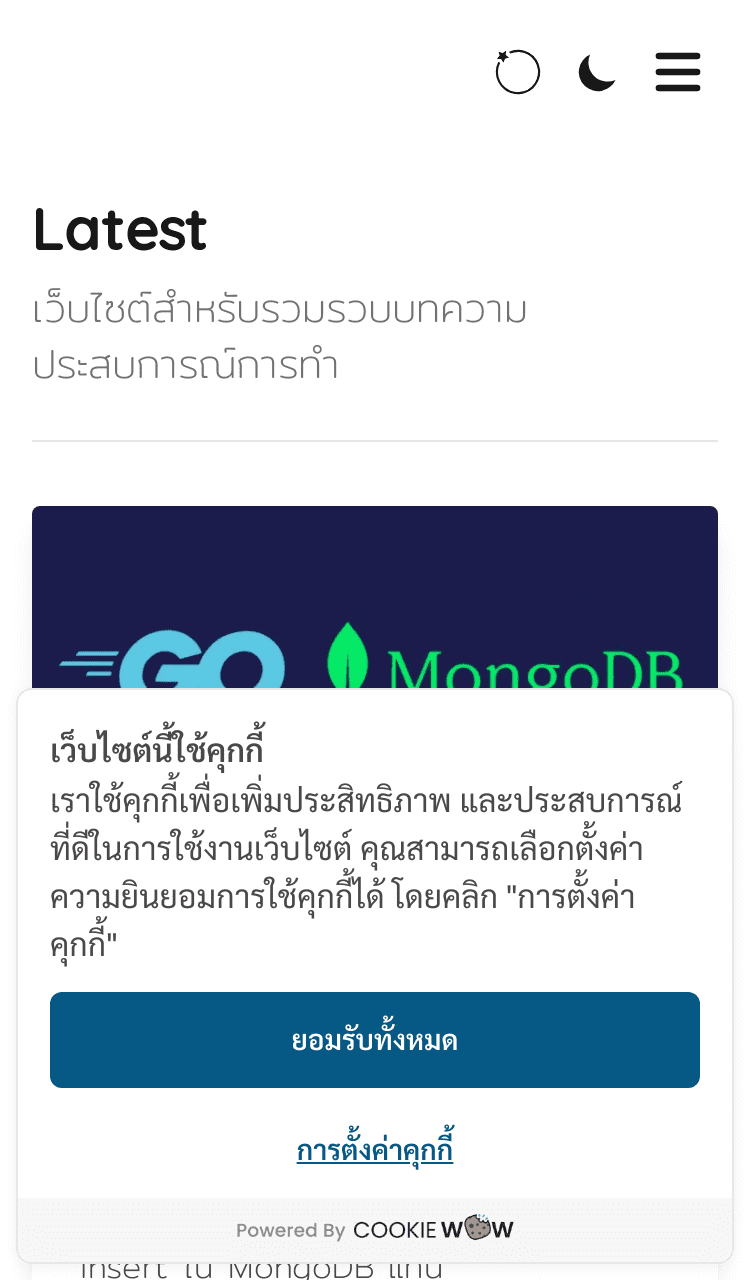 Latest
เว็บไซต์สำหรับรวมรวบบทความ
ประสบการณ์การทำ
GO MongoDB
เว็บไซต์นี้ใช้คุกกี้
เราใช้คุกกี้เพื่อเพิ่มประสิทธิภาพ และประสบการณ์
ที่ดีในการใช้งานเว็บไซต์ คุณสามารถเลือกตั้งค่า
ความยินยอมการใช้คุกกี้ได้ โดยคลิก "การตั้งค่า
คุกกี้"
ยอมรับทั้งหมด
การตั้งค่าคุกกี้
Powered By COOKIE WOW
Insert ใน MongoDB แทน